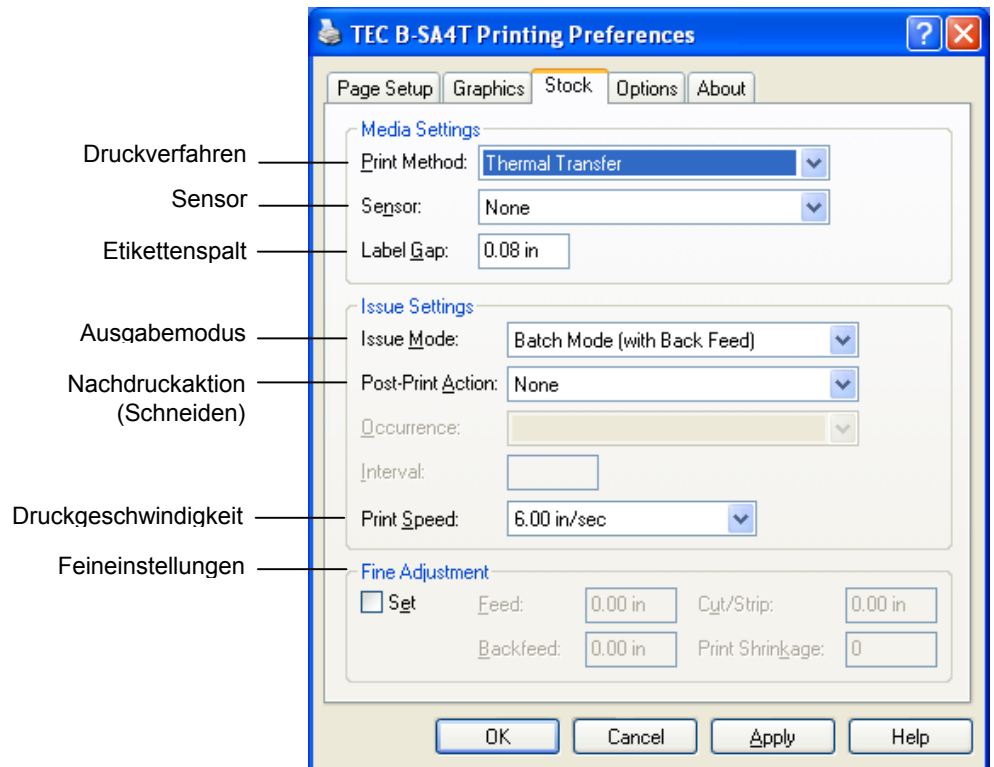 TEC B-SA4T Printing Preferences
Page Setup Graphics Stock Options About
Media Settings
Druckverfahren Print Method: Thermal Transfer
Sensor Sensor: None
Etikettenspalt Label Gap: 0.08 in
Issue Settings
Ausgabemodus Issue Mode: Batch Mode (with Back Feed)
Nachdruckaktion Post-Print Action: None
(Schneiden)
Occurrence:
Interval:
Druckgeschwindigkeit Print Speed: 6.00 in/sec
Feineinstellungen Fine Adjustment
Set Feed: 0.00 in Cut/Strip: 0.00 in
Backfeed: 0.00 in Print Shrinkage: 0
OK Cancel Apply Help